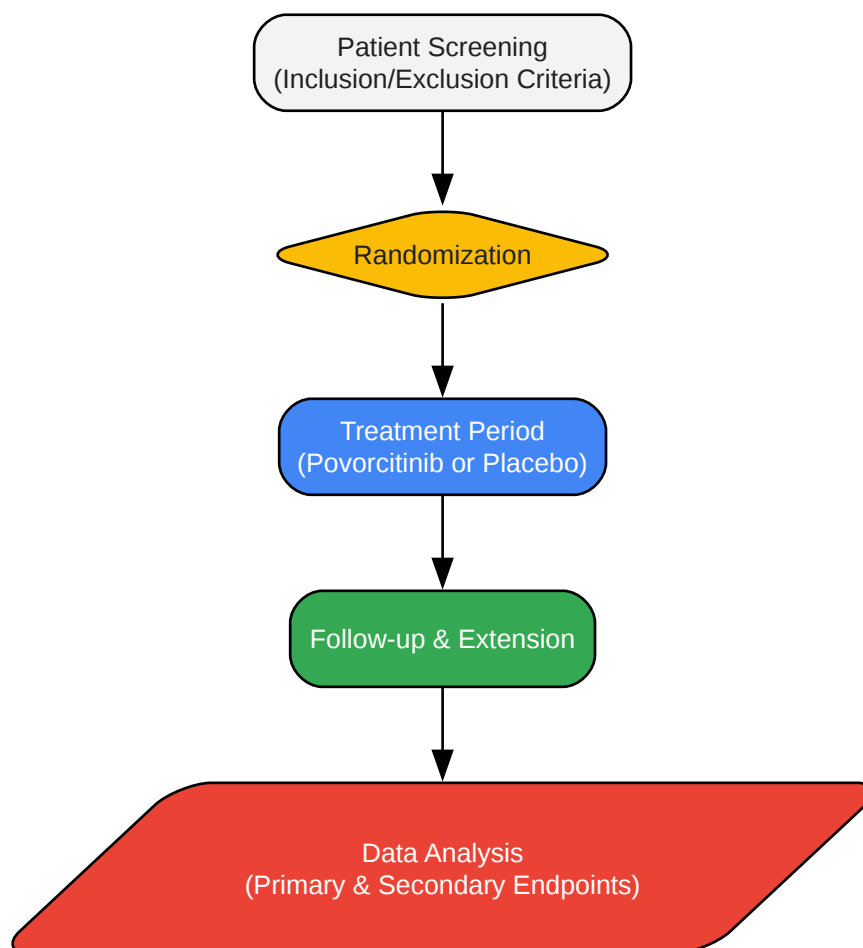 Patient Screening
(Inclusion/Exclusion Criteria)
Randomization
Treatment Period
(Povorcitinib or Placebo)
Follow-up & Extension
Data Analysis
(Primary & Secondary Endpoints)